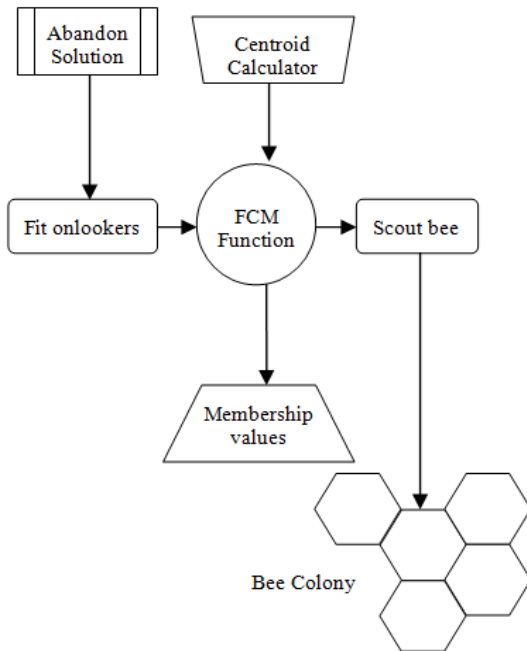 Abandon
Solution
Centroid
Calculator
Fit onlookers
FCM
Function
Scout bee
Membership
values
Bee Colony